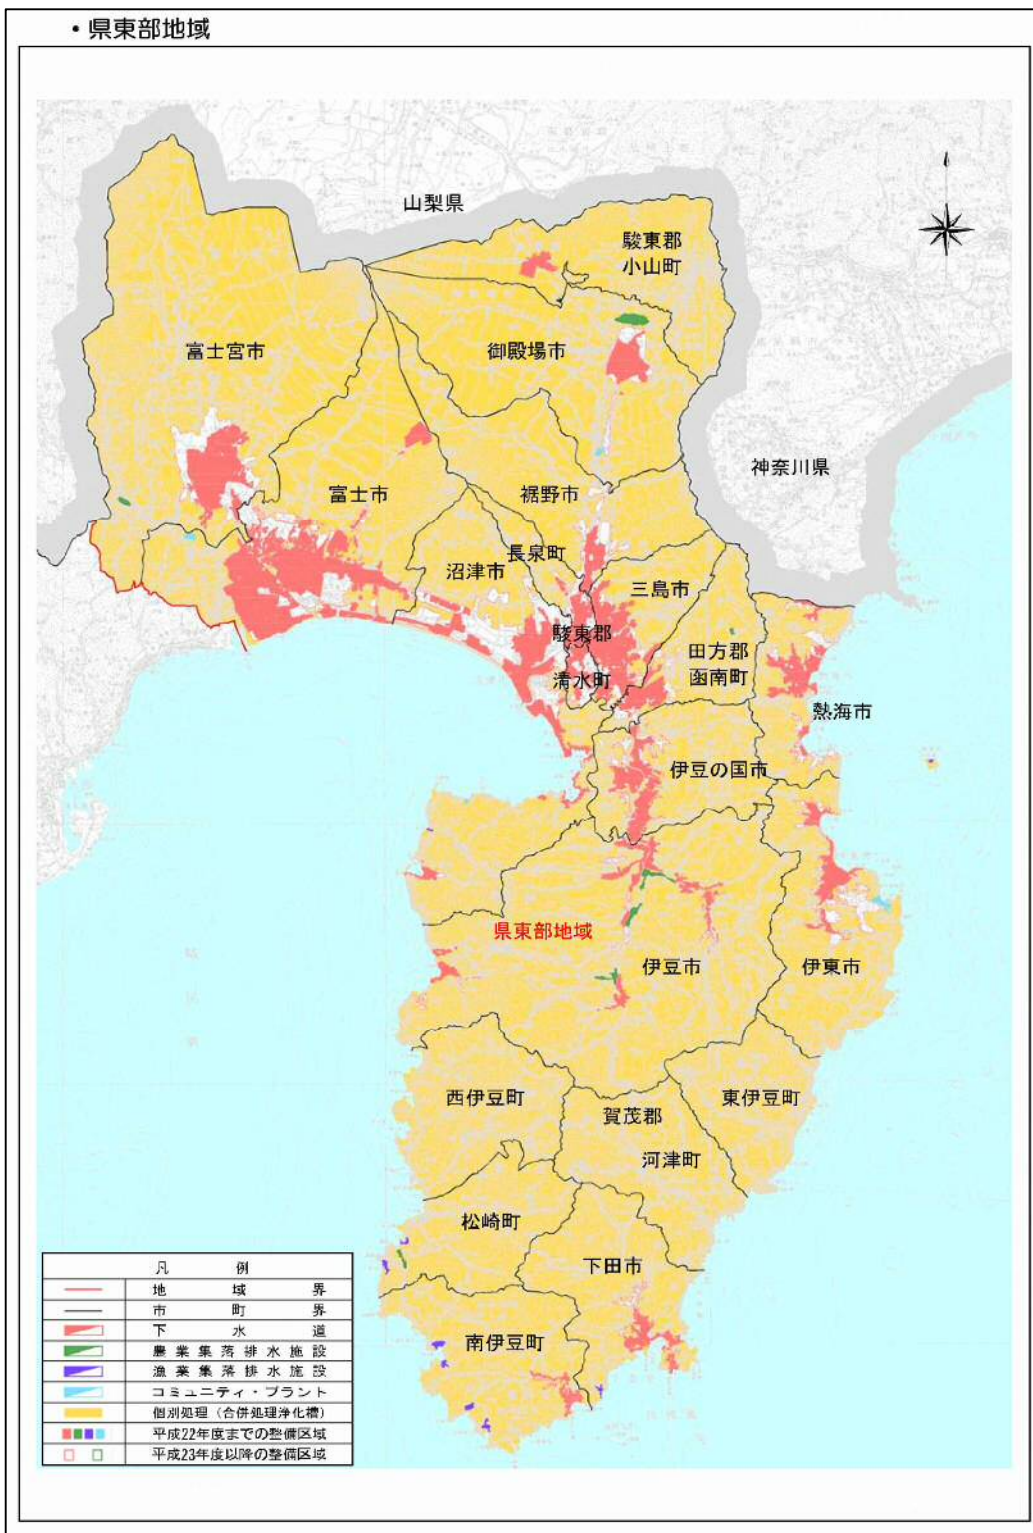 ・県東部地域
山梨県
駿東郡
小山町
富士宮市
御殿場市
神奈川県
富士市
裾野市
長泉町
沼津市
三島市
駿東郡
清水町
田方郡
函南町
熱海市
伊豆の国市
県東部地域
伊豆市
伊東市
西伊豆町
賀茂郡
東伊豆町
河津町
松崎町
下田市
南伊豆町
凡 例
地 域 界
市 町 界
下 水 道
農業集落排水施設
漁業集落排水施設
コミュニティ・プラント
個別処理（合併処理浄化槽）
平成22年度までの整備区域
平成23年度以降の整備区域